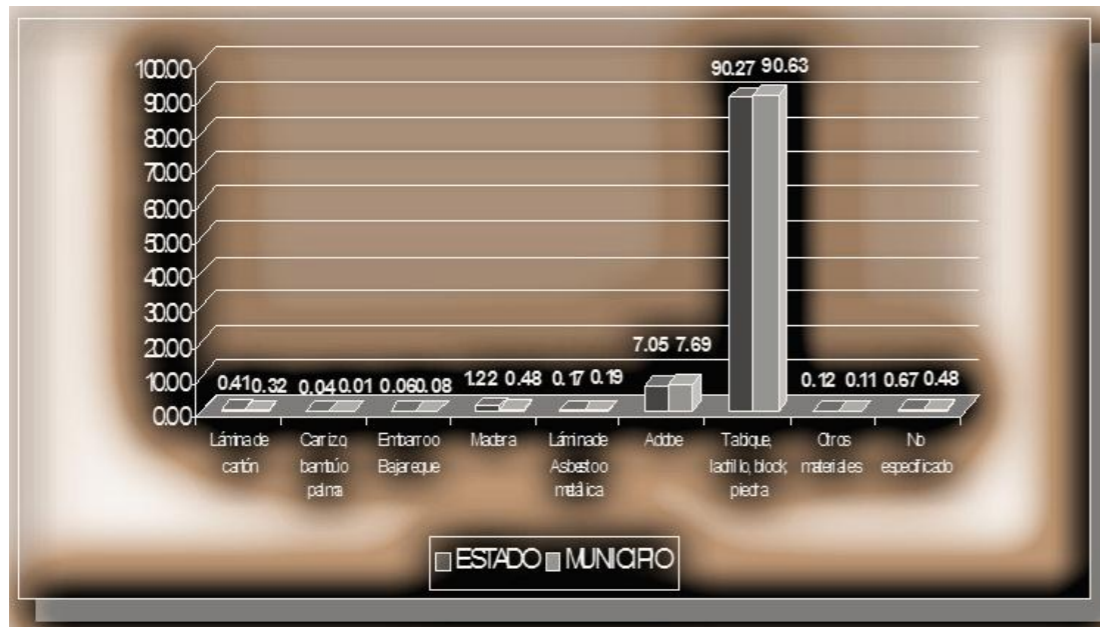 90.27 90.63
100.00
90.00
80.00
70.00
60.00
50.00
40.00
30.00
20.00
10.00
0.00
7.05 7.69
0.41 0.32 0.04 0.01 0.06 0.08 1.22 0.48 0.17 0.19 0.12 0.11 0.67 0.48
Lámina de
cartón
Carrizo,
bambú o
palma
Embarro o
Bajareque
Madera
Lámina de
Asbesto o
metálica
Adobe
Tabique,
ladrillo, block,
piedra
Otros
materiales
No
especificado
ESTADO MUNICIPIO